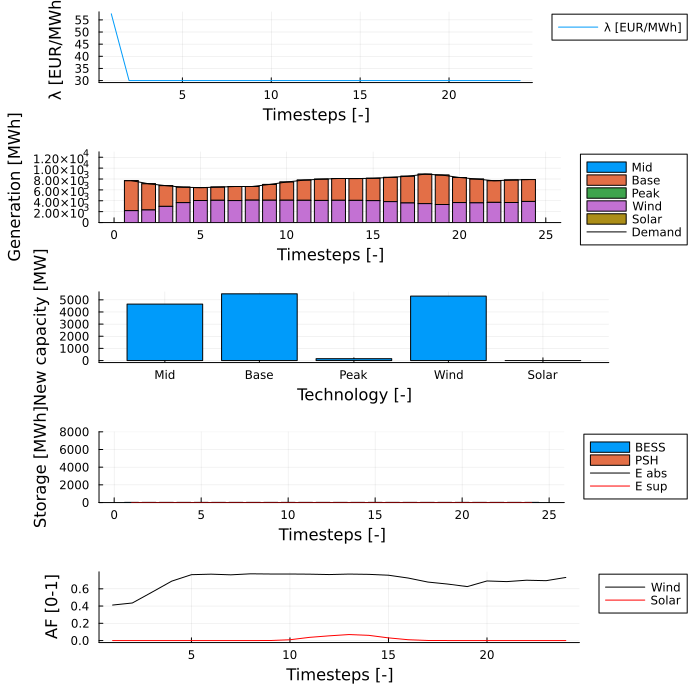 λ [EUR/MWh]
55
50
45
40
35
30
5
10
15
20
Timesteps [-]
λ [EUR/MWh]
Generation [MWh]
1.20×10⁴
1.00×10⁴
8.00×10³
6.00×10³
4.00×10³
2.00×10³
0
0
5
10
15
20
25
Timesteps [-]
Mid
Base
Peak
Wind
Solar
Demand
New capacity [MW]
5000
4000
3000
2000
1000
0
Mid
Base
Peak
Wind
Solar
Technology [-]
Storage [MWh]
8000
6000
4000
2000
0
0
5
10
15
20
25
Timesteps [-]
BESS
PSH
E abs
E sup
AF [0-1]
0.6
0.4
0.2
0.0
5
10
15
20
Timesteps [-]
Wind
Solar